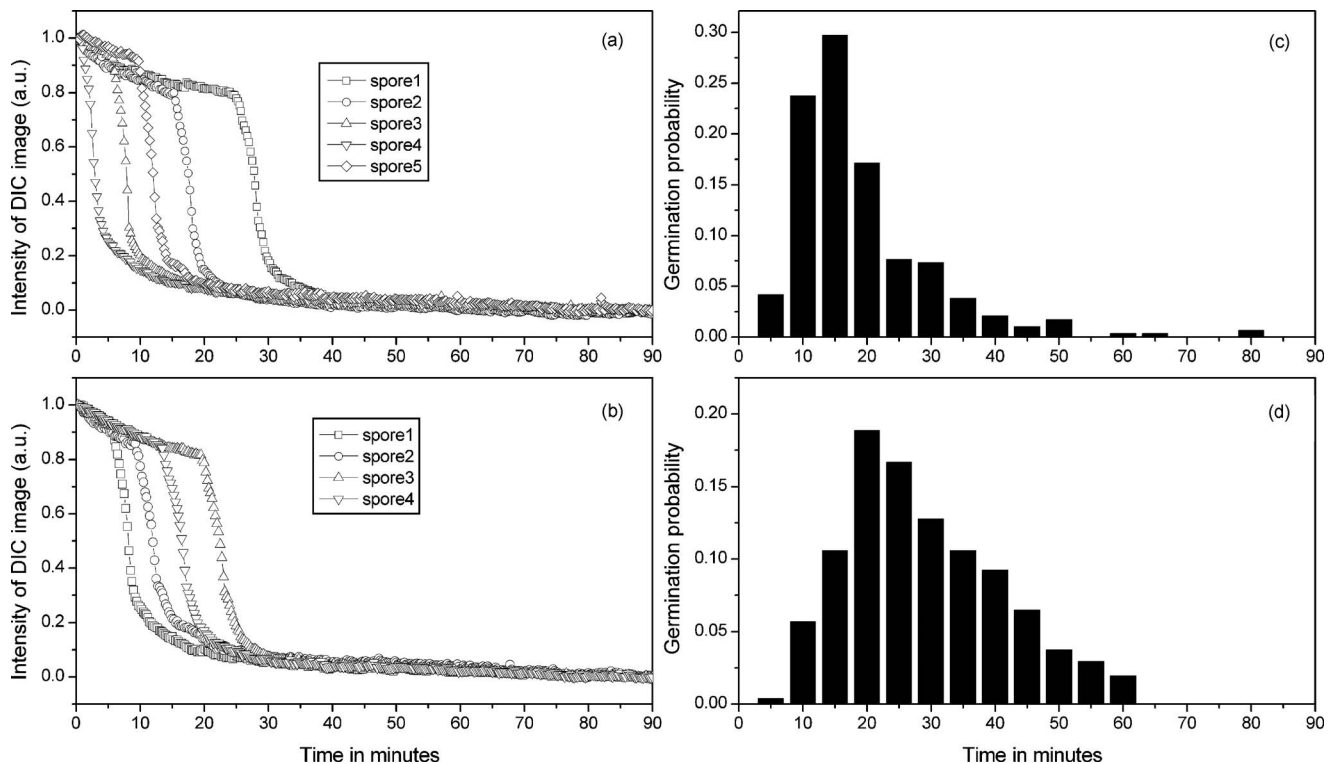 (a)
Intensity of DIC image (a.u.)
1.0
0.8
0.6
0.4
0.2
0.0
spore1
spore2
spore3
spore4
spore5
0 10 20 30 40 50 60 70 80 90
(c)
Germination probability
0.30
0.25
0.20
0.15
0.10
0.05
0.00
0 10 20 30 40 50 60 70 80 90
(b)
Intensity of DIC image (a.u.)
1.0
0.8
0.6
0.4
0.2
0.0
spore1
spore2
spore3
spore4
0 10 20 30 40 50 60 70 80 90
Time in minutes
(d)
Germination probability
0.20
0.15
0.10
0.05
0.00
0 10 20 30 40 50 60 70 80 90
Time in minutes